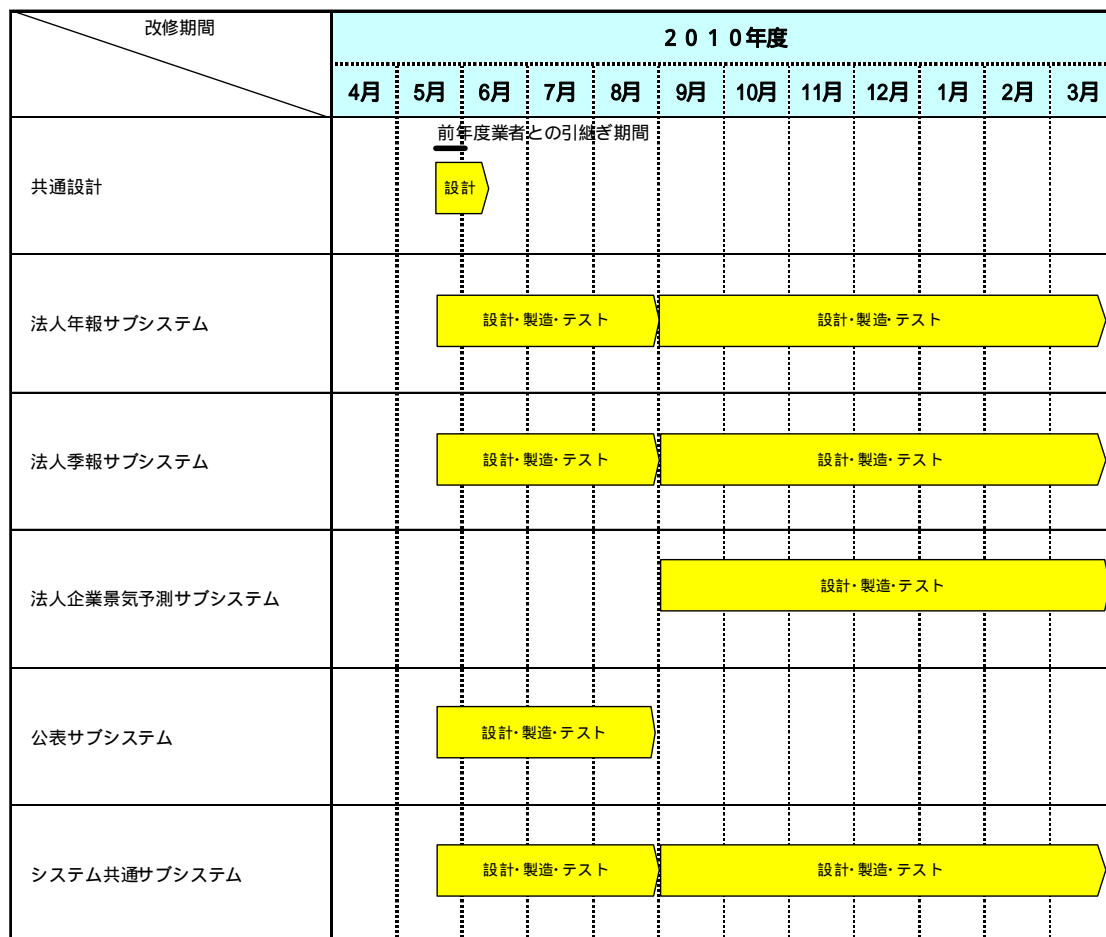 改修期間
2010年度
4月 5月 6月 7月 8月 9月 10月 11月 12月 1月 2月 3月
前年度業者との引継ぎ期間
共通設計
設計
法人年報サブシステム
設計・製造・テスト 設計・製造・テスト
法人季報サブシステム
設計・製造・テスト 設計・製造・テスト
法人企業景気予測サブシステム
設計・製造・テスト
公表サブシステム
設計・製造・テスト
システム共通サブシステム
設計・製造・テスト 設計・製造・テスト